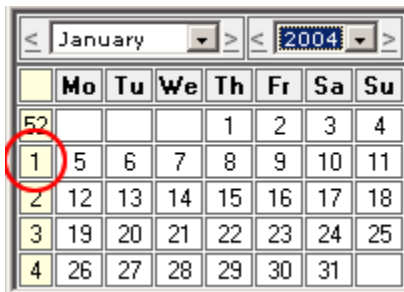 < January > < 2004 >
Mo Tu We Th Fr Sa Su
52 1 2 3 4
1 5 6 7 8 9 10 11
2 12 13 14 15 16 17 18
3 19 20 21 22 23 24 25
4 26 27 28 29 30 31